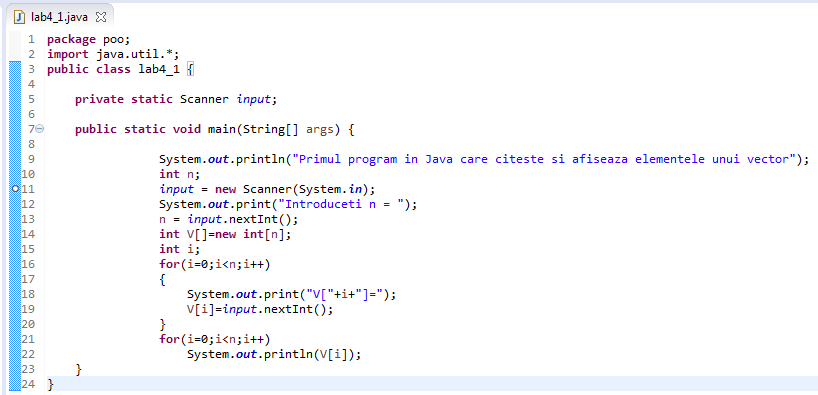 lab4_1.java
1 package poo;
2 import java.util.*;
3 public class lab4_1 {
4
5     private static Scanner input;
6
7     public static void main(String[] args) {
8
9                 System.out.println("Primul program in Java care citeste si afiseaza elementele unui vector");
10                 int n;
11                 input = new Scanner(System.in);
12                 System.out.print("Introduceti n = ");
13                 n = input.nextInt();
14                 int V[]=new int[n];
15                 int i;
16                 for(i=0;i<n;i++)
17                 {
18                     System.out.print("V["+i+"]=");
19                     V[i]=input.nextInt();
20                 }
21                 for(i=0;i<n;i++)
22                     System.out.println(V[i]);
23     }
24 }